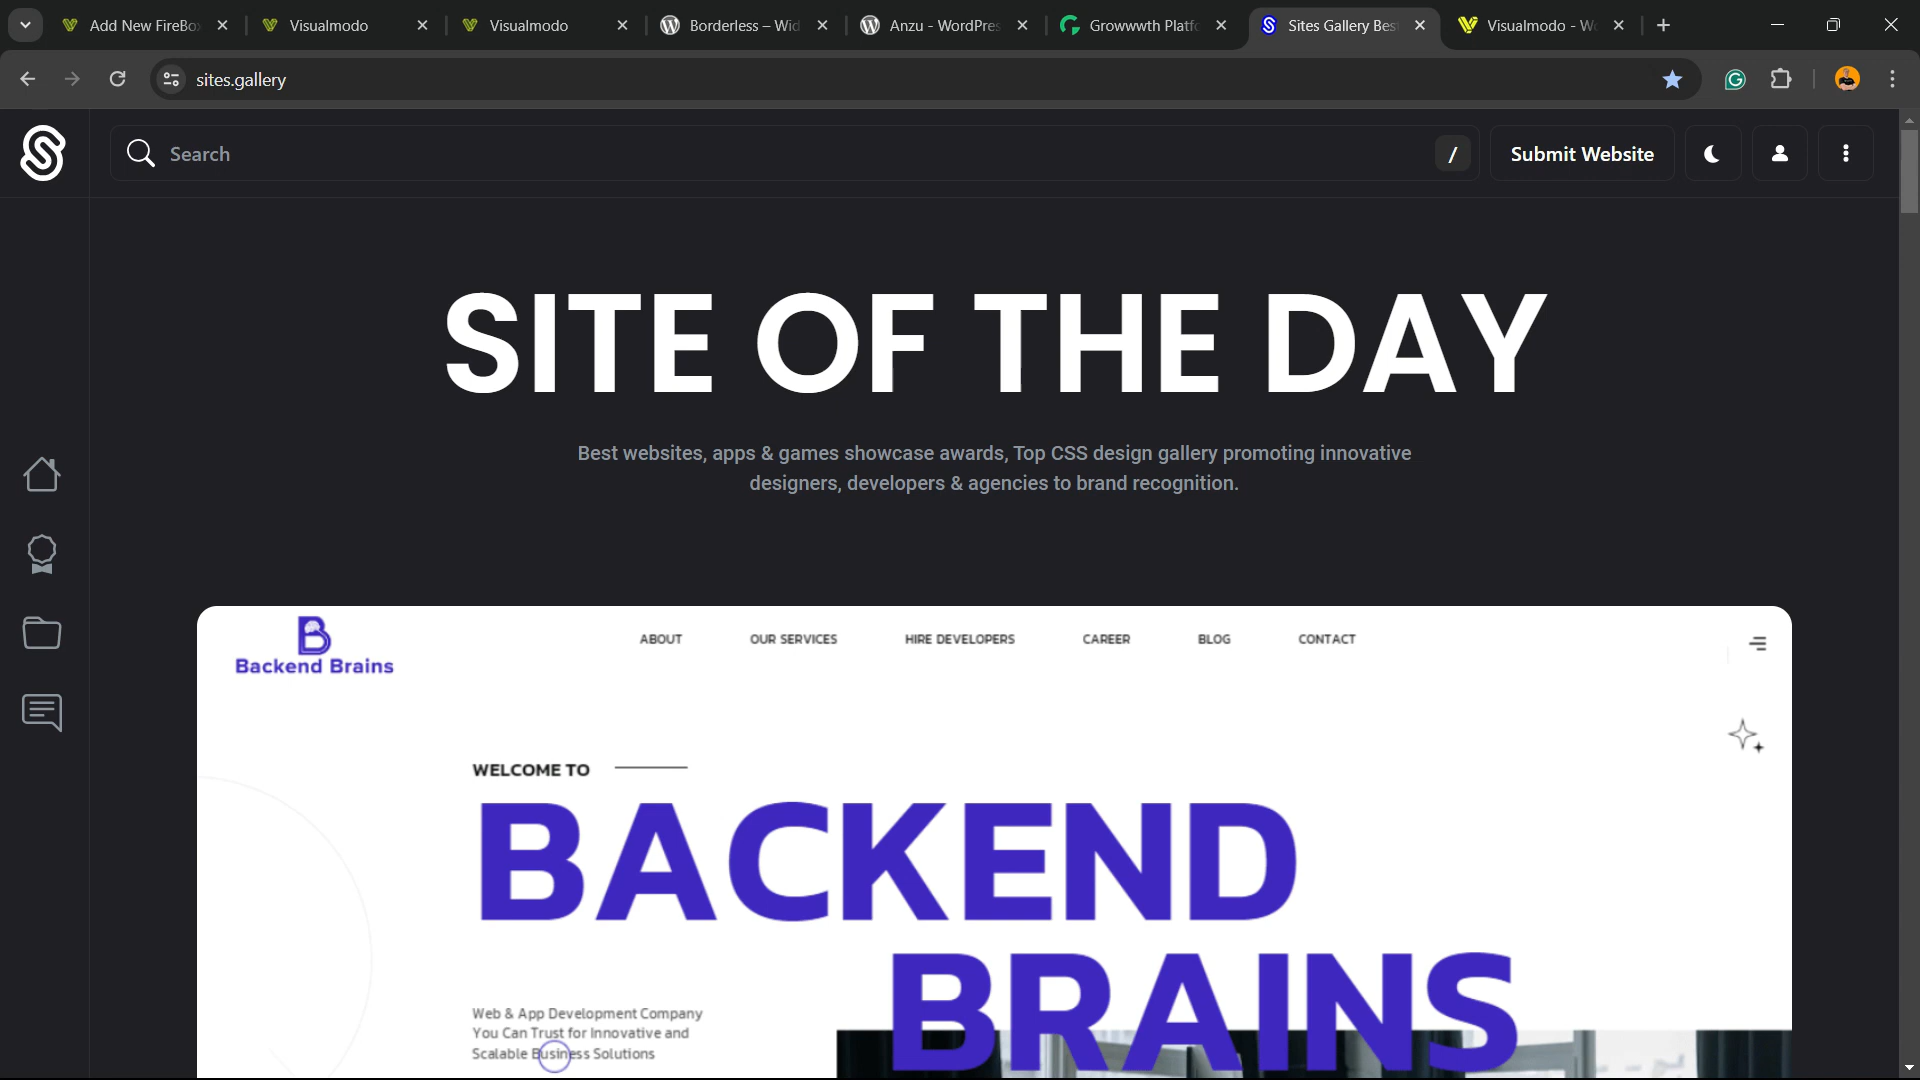 Add New FireBo
Visualmodo
Visualmodo
Borderless – Wid
Anzu - WordPres
Growwwth Platfo
Sites Gallery Bes
Visualmodo - Wo
sites.gallery
Search
/
Submit Website
SITE OF THE DAY
Best websites, apps & games showcase awards, Top CSS design gallery promoting innovative
designers, developers & agencies to brand recognition.
Backend Brains
ABOUT
OUR SERVICES
HIRE DEVELOPERS
CAREER
BLOG
CONTACT
WELCOME TO
BACKEND
BRAINS
Web & App Development Company
You Can Trust for Innovative and
Scalable Business Solutions